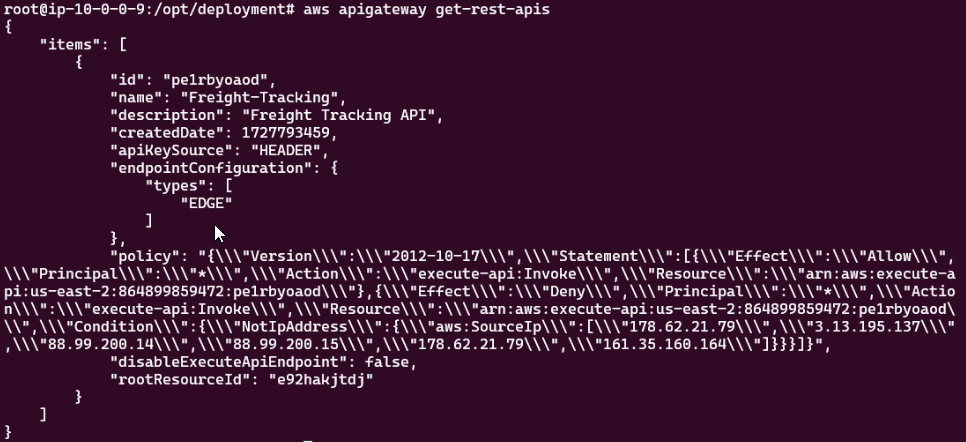 root@ip-10-0-0-9:/opt/deployment# aws apigateway get-rest-apis
{
    "items": [
        {
            "id": "pe1rbyoaod",
            "name": "Freight-Tracking",
            "description": "Freight Tracking API",
            "createdDate": 1727793459,
            "apiKeySource": "HEADER",
            "endpointConfiguration": {
                "types": [
                    "EDGE"
                ]
            },
            "policy": "{\\\"Version\\\":\\\"2012-10-17\\\",\\\"Statement\\\":[{\\\"Effect\\\":\\\"Allow\\\",
\\\"Principal\\\":\\\"*\\\",\\\"Action\\\":\\\"execute-api:Invoke\\\",\\\"Resource\\\":\\\"arn:aws:execute-a
pi:us-east-2:864899859472:pe1rbyoaod\\\"},{\\\"Effect\\\":\\\"Deny\\\",\\\"Principal\\\":\\\"*\\\",\\\"Actio
n\\\":\\\"execute-api:Invoke\\\",\\\"Resource\\\":\\\"arn:aws:execute-api:us-east-2:864899859472:pe1rbyoaod\
\\",\\\"Condition\\\":{\\\"NotIpAddress\\\":{\\\"aws:SourceIp\\\":[\\\"178.62.21.79\\\",\\\"3.13.195.137\\\"
,\\\"88.99.200.14\\\",\\\"88.99.200.15\\\",\\\"178.62.21.79\\\",\\\"161.35.160.164\\\"]}}}]}",
            "disableExecuteApiEndpoint": false,
            "rootResourceId": "e92hakjtdj"
        }
    ]
}